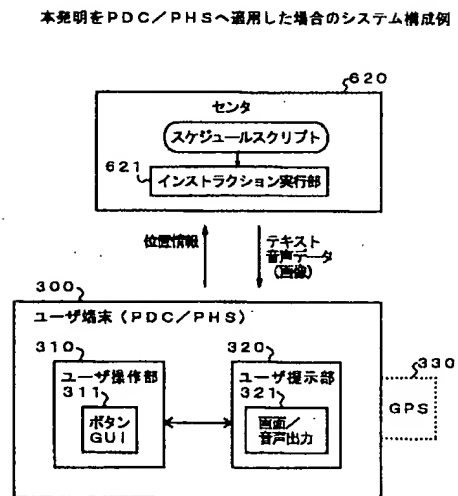 本発明をPDC/PHSへ適用した場合のシステム構成例
620
センタ
スケジュールスクリプト
621
インストラクション実行部
位置情報
テキスト
音声データ
(画像)
300
ユーザ端末(PDC/PHS)
310
ユーザ操作部
311
ボタン
GUI
320
ユーザ提示部
321
画面/
音声出力
330
GPS